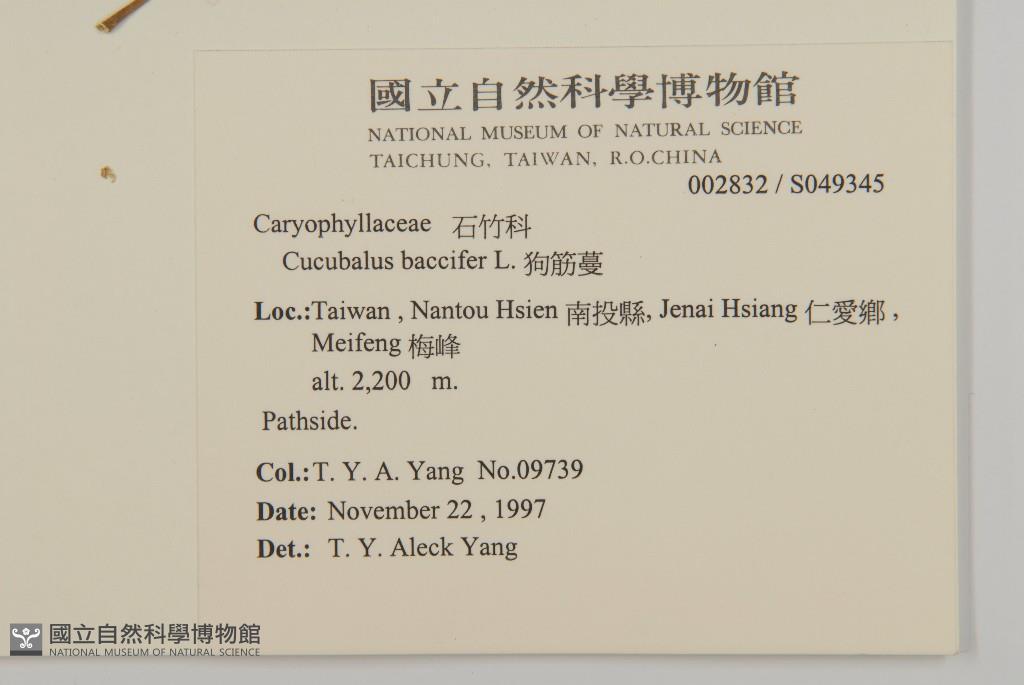 國立自然科學博物館
NATIONAL MUSEUM OF NATURAL SCIENCE
TAICHUNG, TAIWAN, R.O.CHINA
002832 / S049345
Caryophyllaceae 石竹科
Cucubalus baccifer L. 狗筋蔓
Loc.:Taiwan , Nantou Hsien 南投縣, Jenai Hsiang 仁愛鄉 ,
Meifeng 梅峰
alt. 2,200 m.
Pathside.
Col.:T. Y. A. Yang No.09739
Date: November 22 , 1997
Det.: T. Y. Aleck Yang
國立自然科學博物館
NATIONAL MUSEUM OF NATURAL SCIENCE